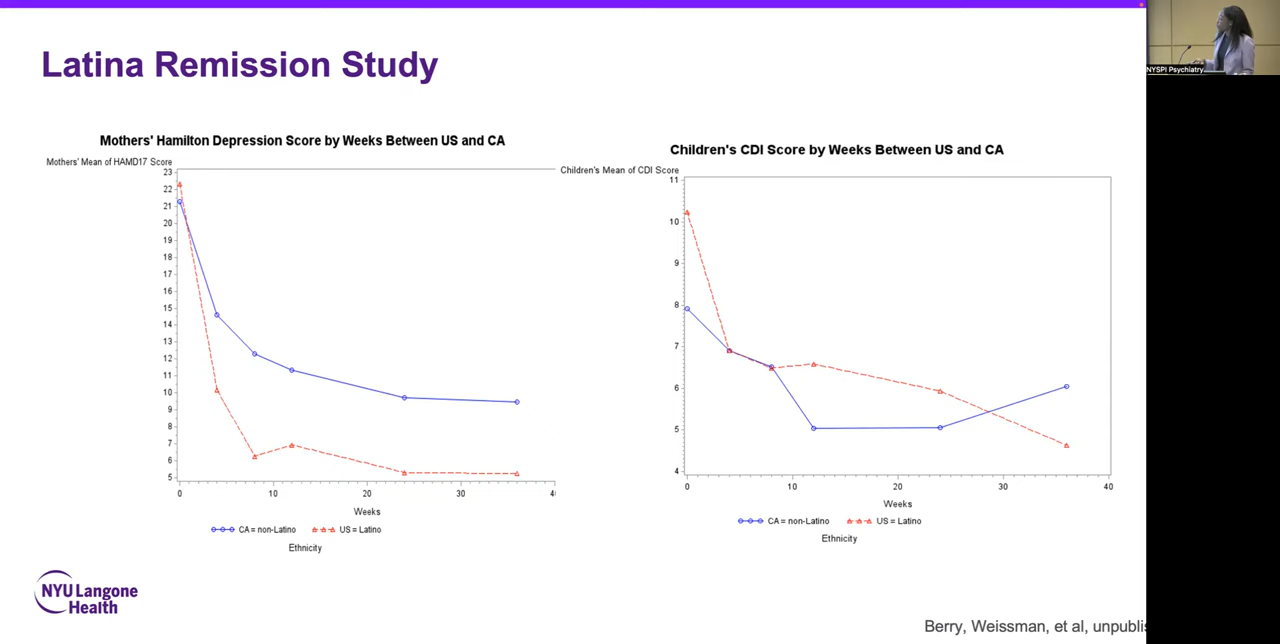 Latina Remission Study
NYSPI Psychiatry
Mothers' Hamilton Depression Score by Weeks Between US and CA
Mothers' Mean of HAMD17 Score
23
22
21
20
19
18
17
16
15
14
13
12
11
10
9
8
7
6
5
0
10
20
30
Weeks
CA = non-Latino
US = Latino
Ethnicity
Children's CDI Score by Weeks Between US and CA
Children's Mean of CDI Score
11
10
9
8
7
6
5
4
0
10
20
30
40
Weeks
CA = non-Latino
US = Latino
Ethnicity
NYU Langone
Health
Berry, Weissman, et al,